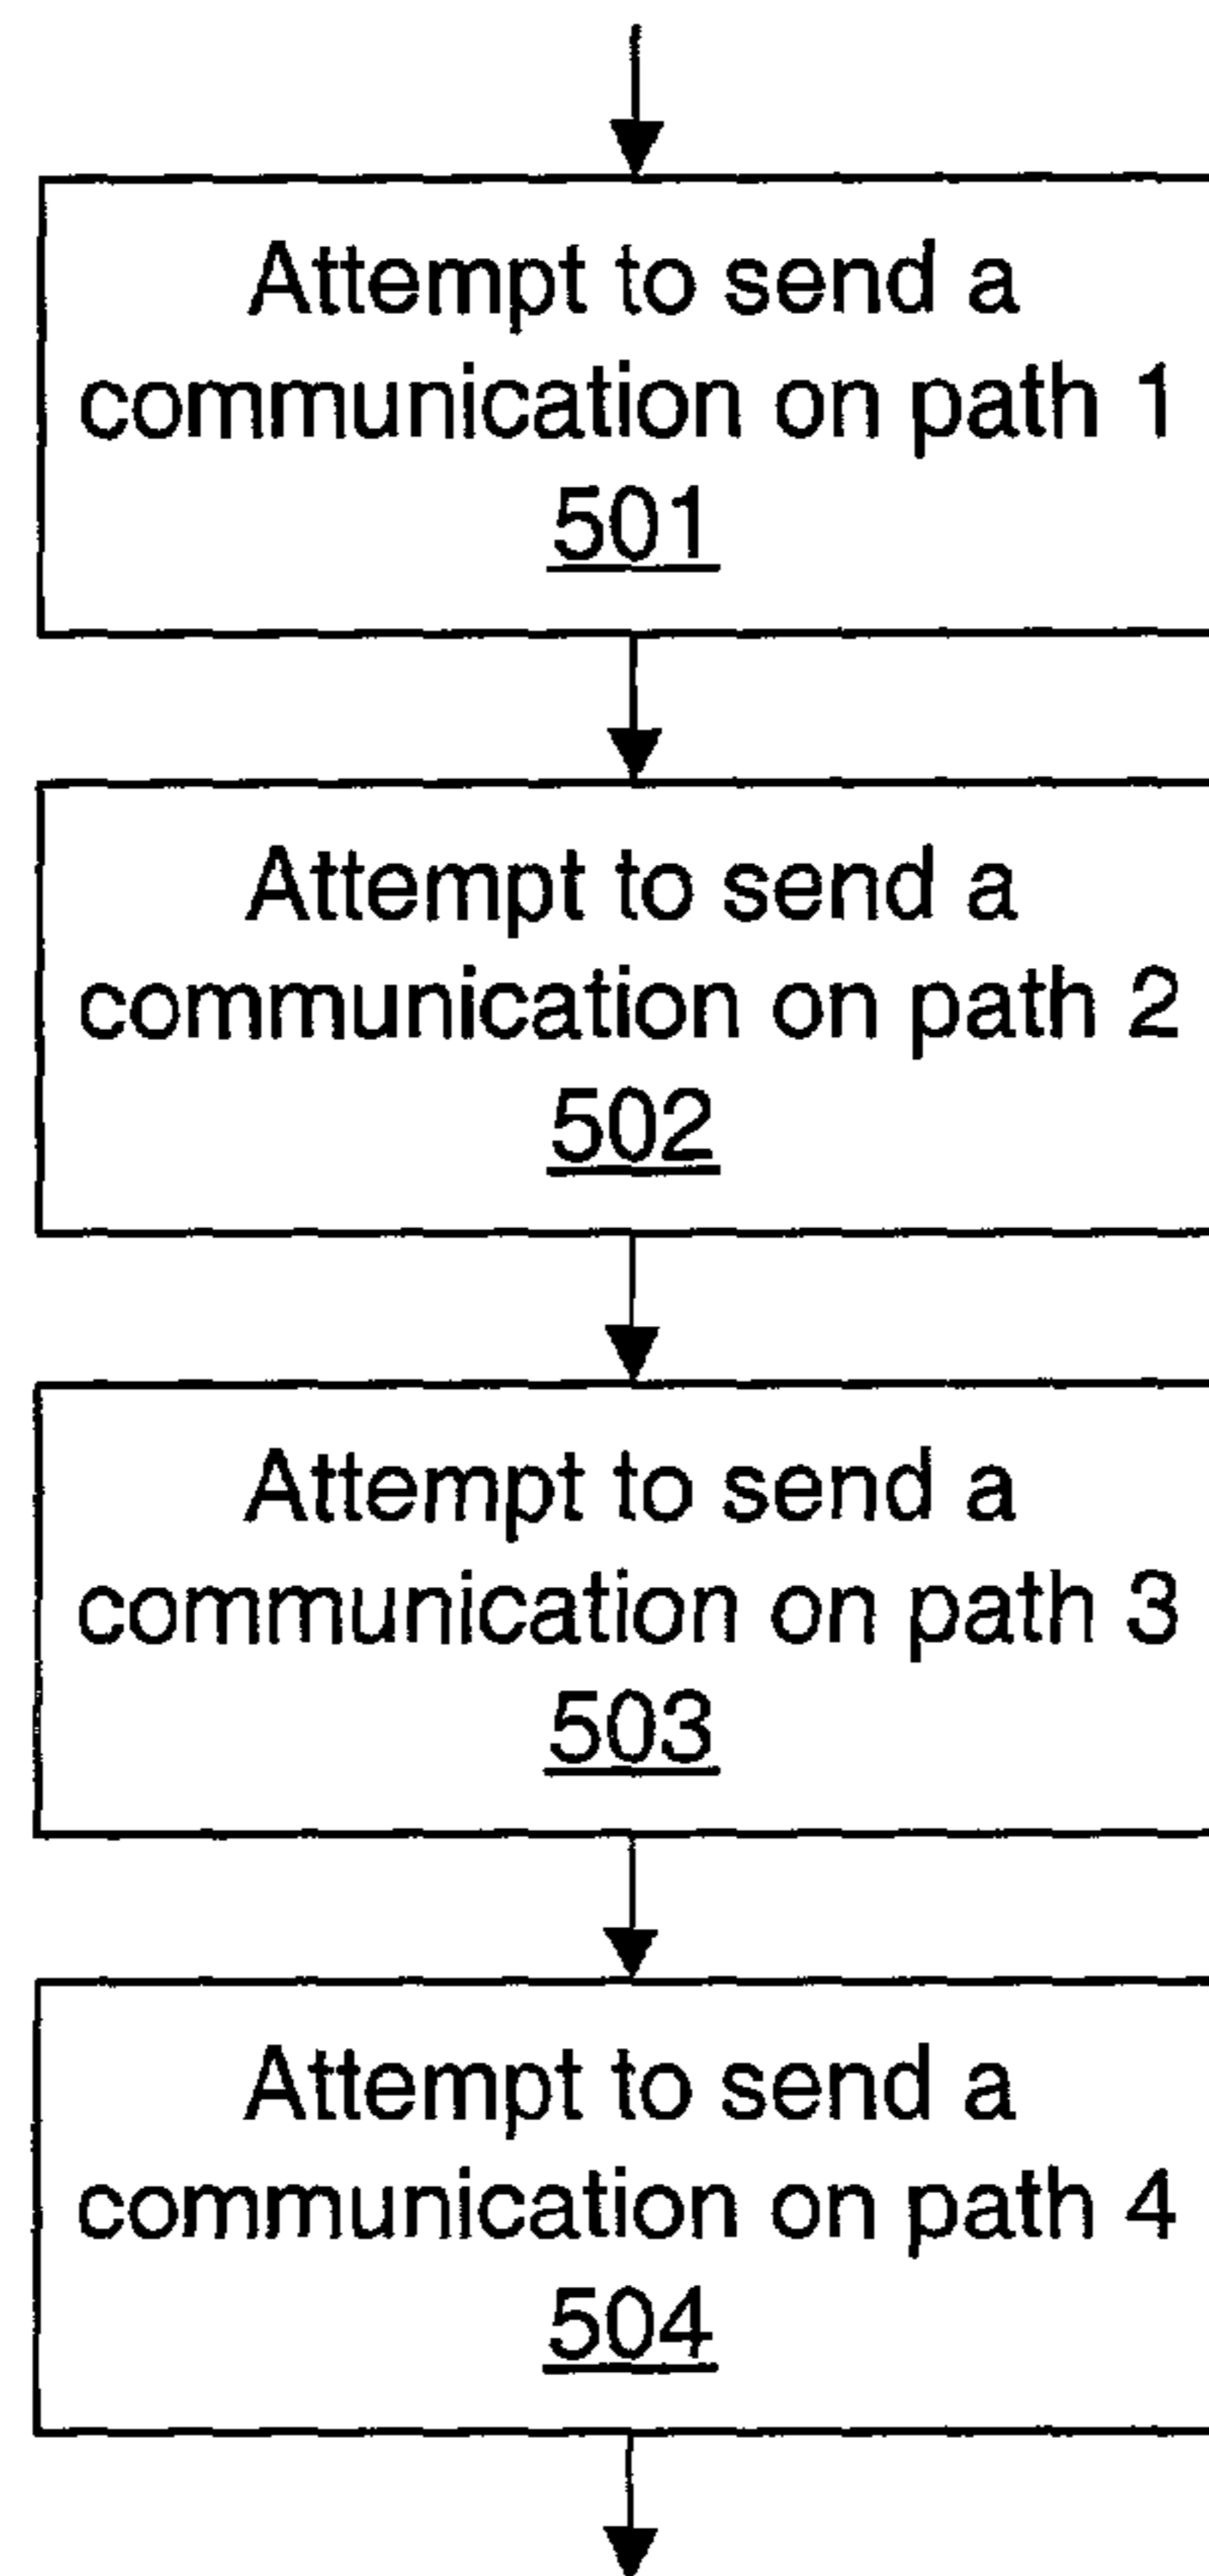 Attempt to send a
communication on path 1
501
Attempt to send a
communication on path 2
502
Attempt to send a
communication on path 3
503
Attempt to send a
communication on path 4
504